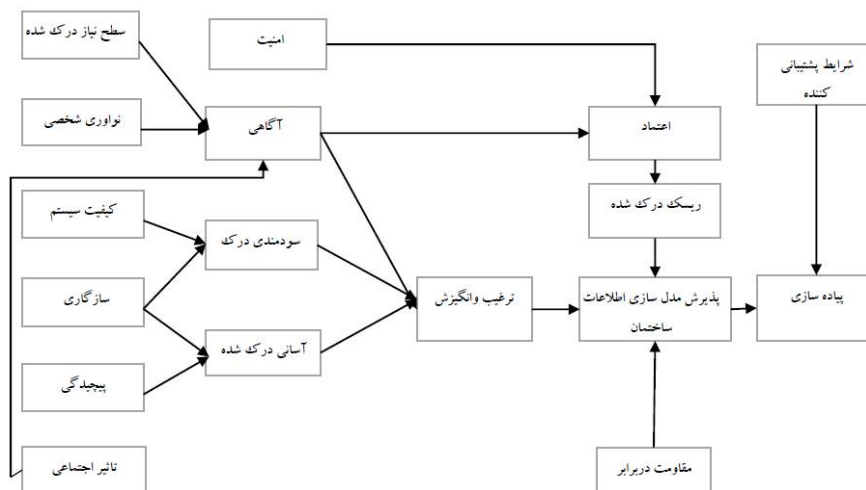 سطح نیاز درک شده
امنیت
شرایط پشتیبانی
کننده
نواوری شخصی
آگاهی
اعتماد
کیفیت سیستم
سودمندی درک
ریسک درک شده
سازگاری
ترغیب وانگیزش
پذیرش مدل سازی اطلاعات
ساختمان
پیاده سازی
آسانی درک شده
پیچیدگی
تاثیر اجتماعی
مقاومت دربرابر